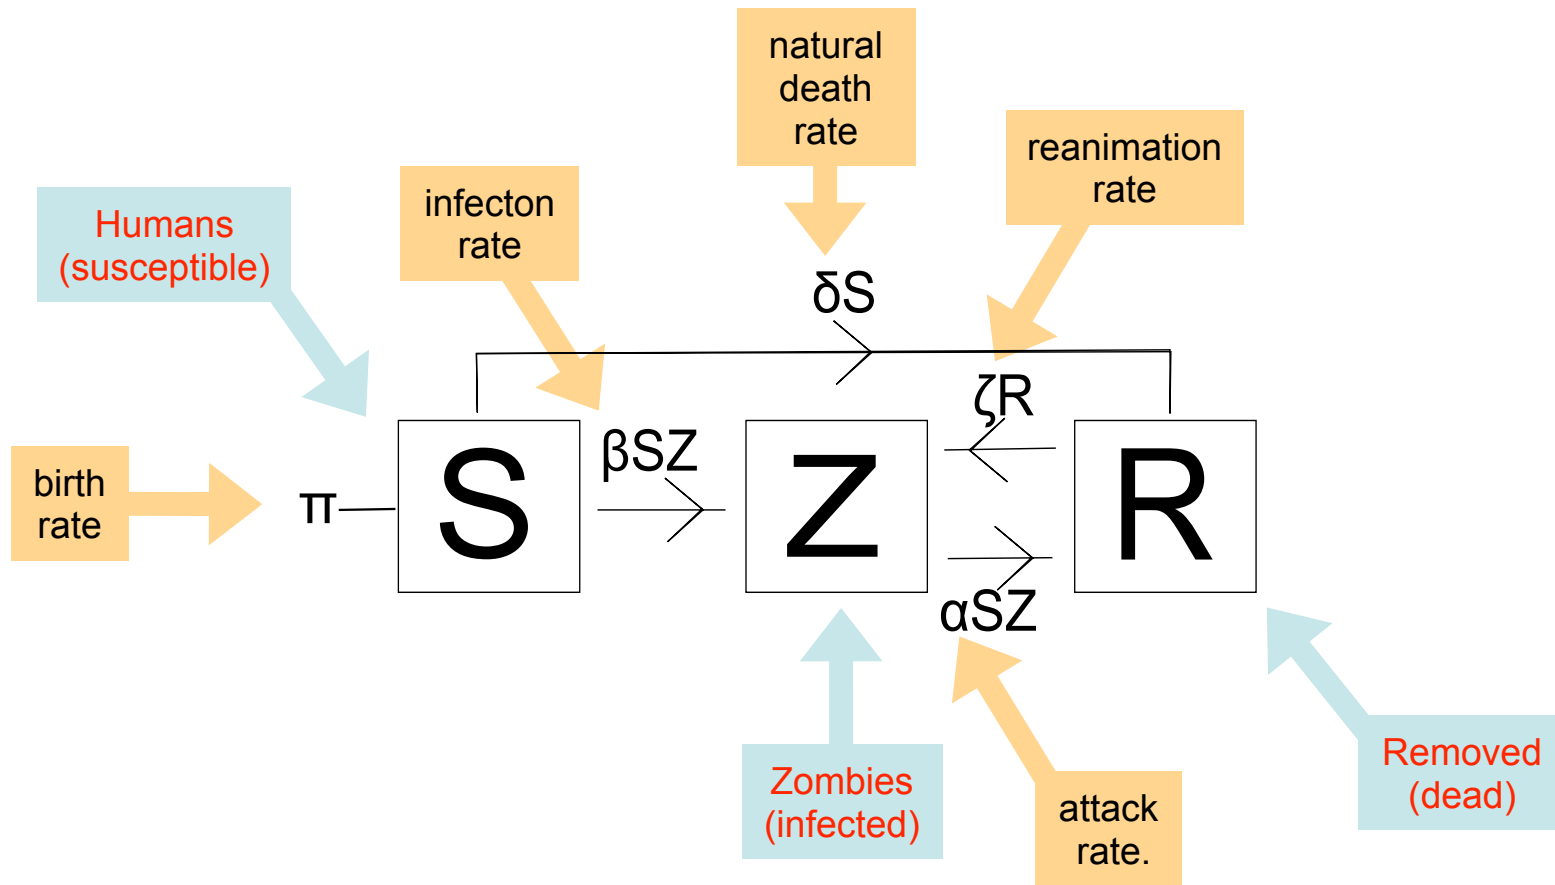 natural
death
rate
reanimation
rate
infecton
rate
Humans
(susceptible)
δS
ζR
βSZ
birth
rate
π
S
Z
R
αSZ
Zombies
(infected)
attack
rate.
Removed
(dead)